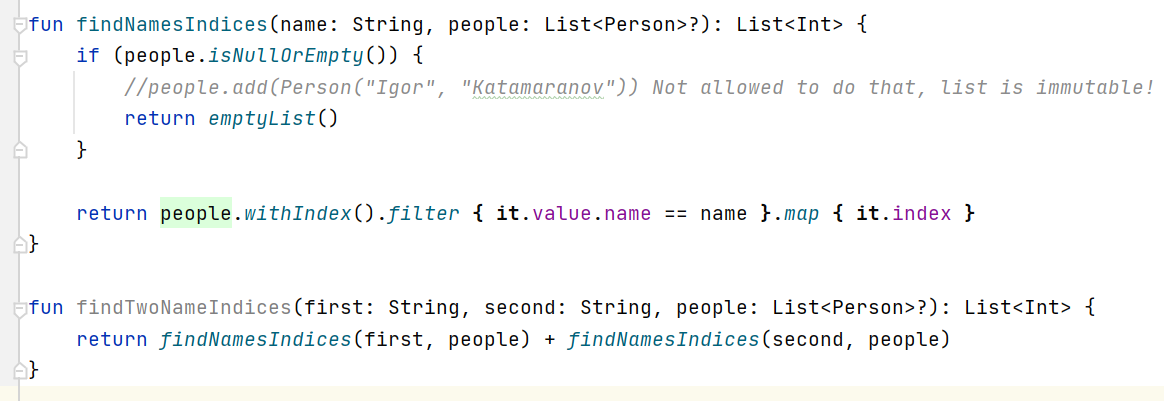 fun findNamesIndices(name: String, people: List<Person>?): List<Int> {
    if (people.isNullOrEmpty()) {
        //people.add(Person("Igor", "Katamaranov")) Not allowed to do that, list is immutable!
        return emptyList()
    }

    return people.withIndex().filter { it.value.name == name }.map { it.index }
}

fun findTwoNameIndices(first: String, second: String, people: List<Person>?): List<Int> {
    return findNamesIndices(first, people) + findNamesIndices(second, people)
}